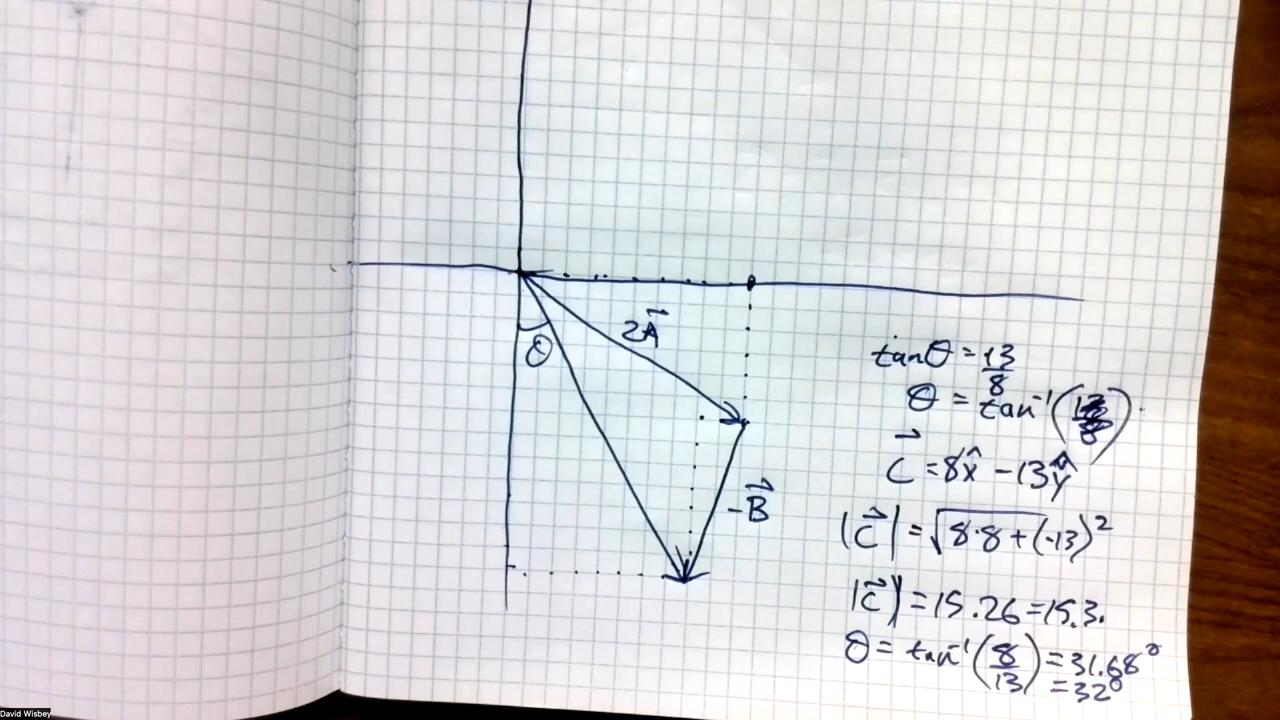 2A⃗
θ
-B⃗
tanθ = 13/8
θ = tan⁻¹(13/8)
C⃗ = 8x̂ - 13ŷ
|C⃗| = √8·8 + (-13)²
|C⃗| = 15.26 = 15.3.
θ = tan⁻¹(8/13) = 31.68°
= 32°
David Wisbey